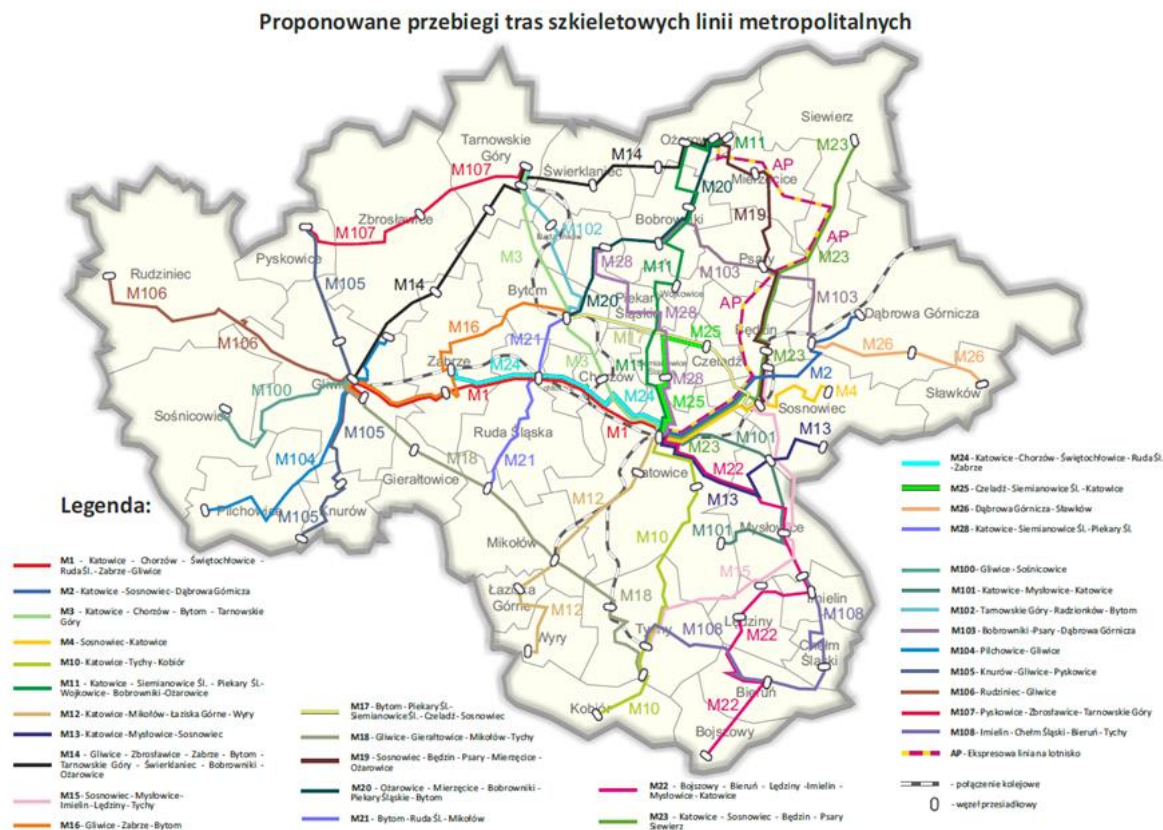 Proponowane przebiegi tras szkieletowych linii metropolitalnych
Siewierz
Tarnowskie
Góry
M14
M11
M23
Świerklaniec
AP
Mierzęcice
M107
M20
Zbrosławice
Bobrowniki
M19
M107
M102
AP
M3
M28
M23
Pyskowice
Psary
Rudziniec
M105
M11
M103
M106
M14
Wojkowice
AP
M103
Bytom
M20
Piekary
Śląskie
M28
Dąbrowa Górnicza
M16
M17
M25
Będzin
M106
M21
M26
Zabrze
M3
M11
Czeladź
M23
M2
M26
M24
Chorzów
M28
M4
Sławków
M100
M1
M24
M25
Sosnowiec
Sośnicowice
M1
M23
M101
M13
M105
Ruda Śląska
M22
M18
Katowice
M104
M21
M13
Gierałtowice
M12
Pilchowice
M105
Knurów
M101
Mysłowice
Mikołów
M10
M15
Łaziska
Górne
M18
Imielin
M108
M12
Lędziny
Wyry
Tychy
M108
M22
Chełm
Śląski
Bieruń
Kobiór
M10
M22
Bojszowy
Legenda:
M1 - Katowice - Chorzów - Świętochłowice -
Ruda Śl. - Zabrze - Gliwice
M2 - Katowice - Sosnowiec - Dąbrowa Górnicza
M3 - Katowice - Chorzów - Bytom - Tarnowskie
Góry
M4 - Sosnowiec - Katowice
M10 - Katowice - Tychy - Kobiór
M11 - Katowice - Siemianowice Śl. - Piekary Śl.-
Wojkowice - Bobrowniki - Ożarowice
M12 - Katowice - Mikołów - Łaziska Górne - Wyry
M13 - Katowice - Mysłowice - Sosnowiec
M14 - Gliwice - Zbrosławice - Zabrze - Bytom -
Tarnowskie Góry - Świerklaniec - Bobrowniki -
Ożarowice
M15 - Sosnowiec - Mysłowice -
Imielin - Lędziny - Tychy
M16 - Gliwice - Zabrze - Bytom
M17 - Bytom - Piekary Śl.-
Siemianowice Śl. - Czeladź - Sosnowiec
M18 - Gliwice - Gierałtowice - Mikołów - Tychy
M19 - Sosnowiec - Będzin - Psary - Mierzęcice -
Ożarowice
M20 - Ożarowice - Mierzęcice - Bobrowniki -
Piekary Śląskie - Bytom
M21 - Bytom - Ruda Śl. - Mikołów
M22 - Bojszowy - Bieruń - Lędziny - Imielin -
Mysłowice - Katowice
M23 - Katowice - Sosnowiec - Będzin - Psary
Siewierz
M24 - Katowice - Chorzów - Świętochłowice - Ruda Śl.
- Zabrze
M25 - Czeladź - Siemianowice Śl. - Katowice
M26 - Dąbrowa Górnicza - Sławków
M28 - Katowice - Siemianowice Śl. - Piekary Śl.
M100 - Gliwice - Sośnicowice
M101 - Katowice - Mysłowice - Katowice
M102 - Tarnowskie Góry - Radzionków - Bytom
M103 - Bobrowniki - Psary - Dąbrowa Górnicza
M104 - Pilchowice - Gliwice
M105 - Knurów - Gliwice - Pyskowice
M106 - Rudziniec - Gliwice
M107 - Pyskowice - Zbrosławice - Tarnowskie Góry
M108 - Imielin - Chełm Śląski - Bieruń - Tychy
AP - Ekspresowa linia na lotnisko
- połączenie kolejowe
- węzeł przesiadkowy